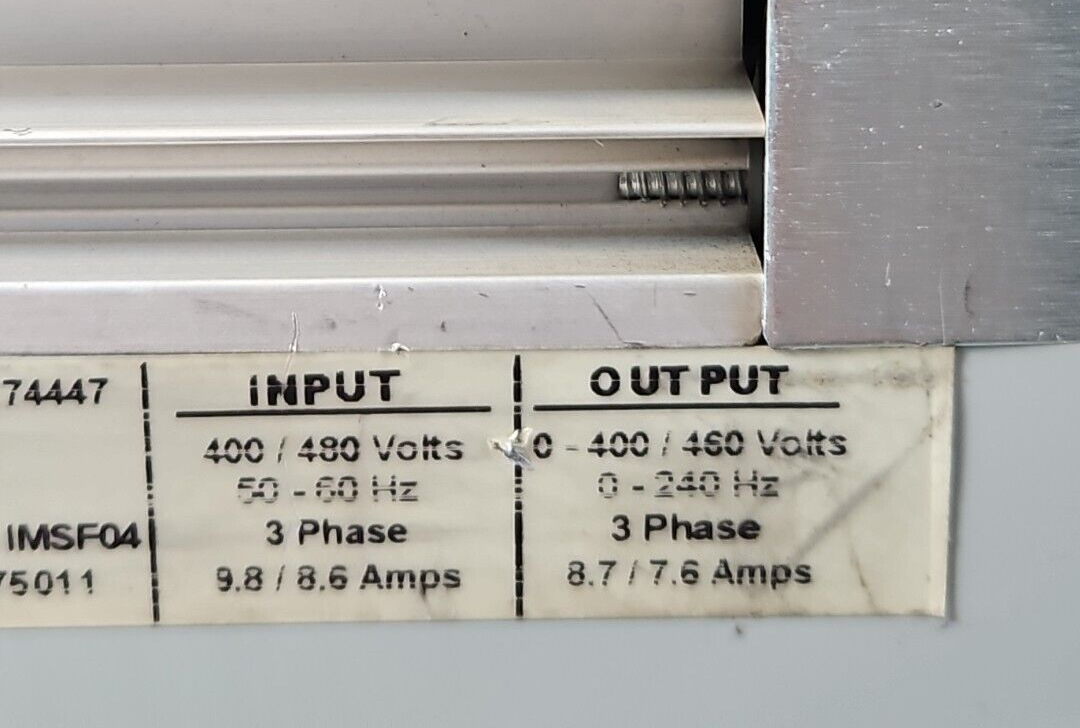 74447
IMSF04
75011
INPUT
400 / 480 Volts
50 - 60 Hz
3 Phase
9.8 / 8.6 Amps
OUTPUT
0 - 400 / 460 Volts
0 - 240 Hz
3 Phase
8.7 / 7.6 Amps